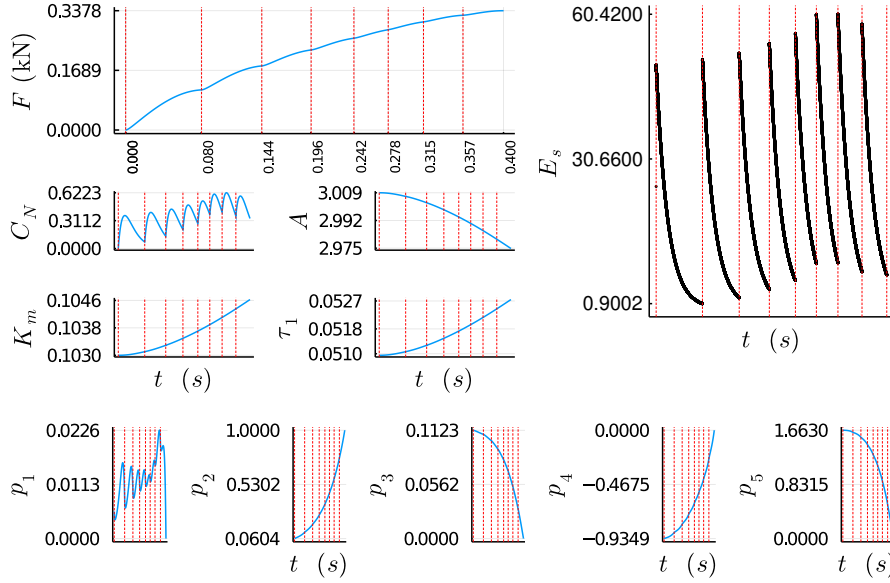 F (kN)
0.3378
0.1689
0.0000
0.000
0.080
0.144
0.196
0.242
0.278
0.315
0.357
0.400
E_s
60.4200
30.6600
0.9002
t (s)
C_N
0.6223
0.3112
0.0000
A
3.009
2.992
2.975
K_m
0.1046
0.1038
0.1030
t (s)
τ_1
0.0527
0.0518
0.0510
t (s)
p_1
0.0226
0.0113
0.0000
p_2
1.0000
0.5302
0.0604
t (s)
p_3
0.1123
0.0562
0.0000
p_4
0.0000
−0.4675
−0.9349
t (s)
p_5
1.6630
0.8315
0.0000
t (s)